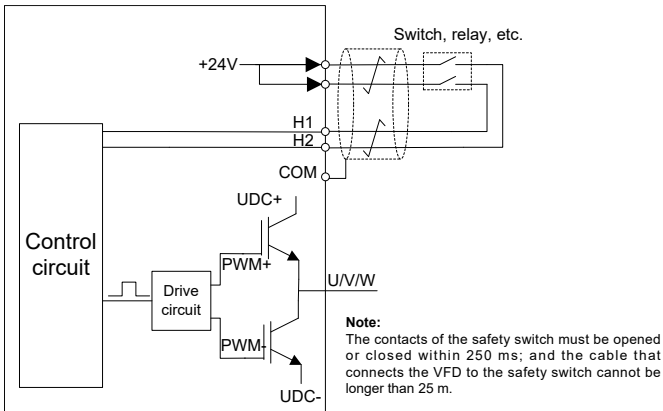 Switch, relay, etc.
+24V
H1
H2
COM
UDC+
Control
circuit
PWM+
Drive
circuit
U/V/W
PWM-
UDC-
Note:
The contacts of the safety switch must be opened
or closed within 250 ms; and the cable that
connects the VFD to the safety switch cannot be
longer than 25 m.